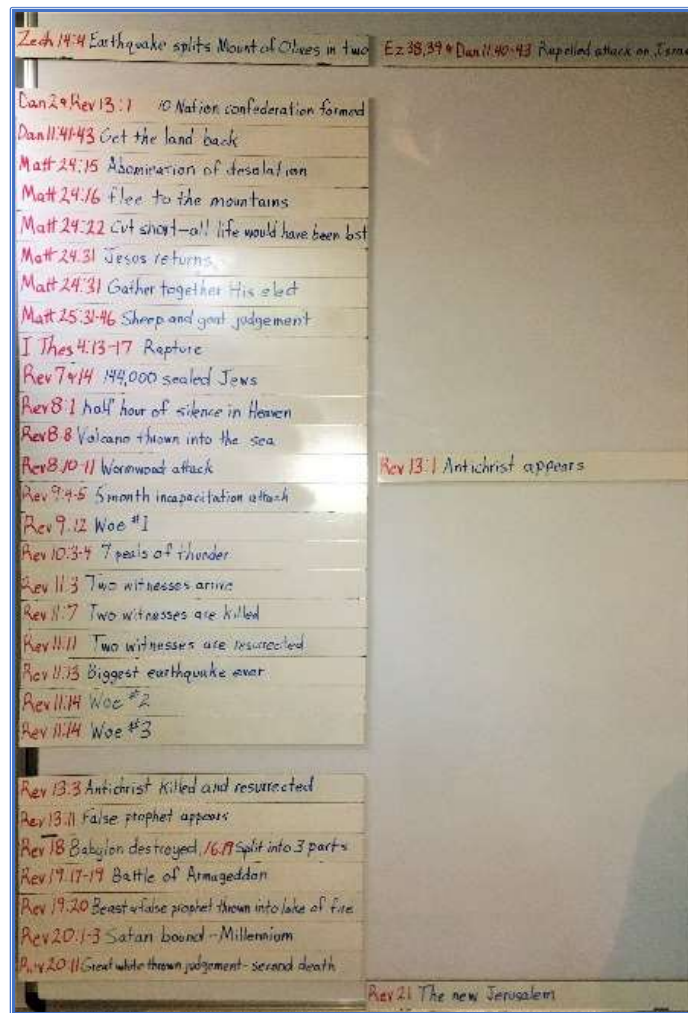 Zech 14:4 Earthquake splits Mount of Olives in two
Ez 38,39 & Dan 11:40-43 Rupelled attack on Israe
Dan 2 & Rev 13:1 10 Nation confederation formed
Dan 11:41-43 Get the land back
Matt 24:15 Abomination of desolation
Matt 24:16 flee to the mountains
Matt 24:22 Cut short-all life would have been lost
Matt 24:31 Jesus returns
Matt 24:31 Gather together His elect
Matt 25:31-46 Sheep and goat judgement
I Thes 4:13-17 Rapture
Rev 7 & 14 144,000 sealed Jews
Rev 8:1 half hour of silence in Heaven
Rev 8:8 Volcano thrown into the sea
Rev 8:10-11 Wormwood attack
Rev 13:1 Antichrist appears
Rev 9:4-5 5 month incapacitation attack
Rev 9:12 Woe #1
Rev 10:3-4 7 peals of thunder
Rev 11:3 Two witnesses arrive
Rev 11:7 Two witnesses are killed
Rev 11:11 Two witnesses are resurrected
Rev 11:13 Biggest earthquake ever
Rev 11:14 Woe #2
Rev 11:14 Woe #3
Rev 13:3 Antichrist killed and resurrected
Rev 13:11 False prophet appears
Rev 18 Babylon destroyed, 16:19 Split into 3 parts
Rev 19:17-19 Battle of Armageddon
Rev 19:20 Beast & false prophet thrown into lake of fire
Rev 20:1-3 Satan bound - Millennium
Rev 20:11 Great white thrown judgement - second death
Rev 21 The new Jerusalem